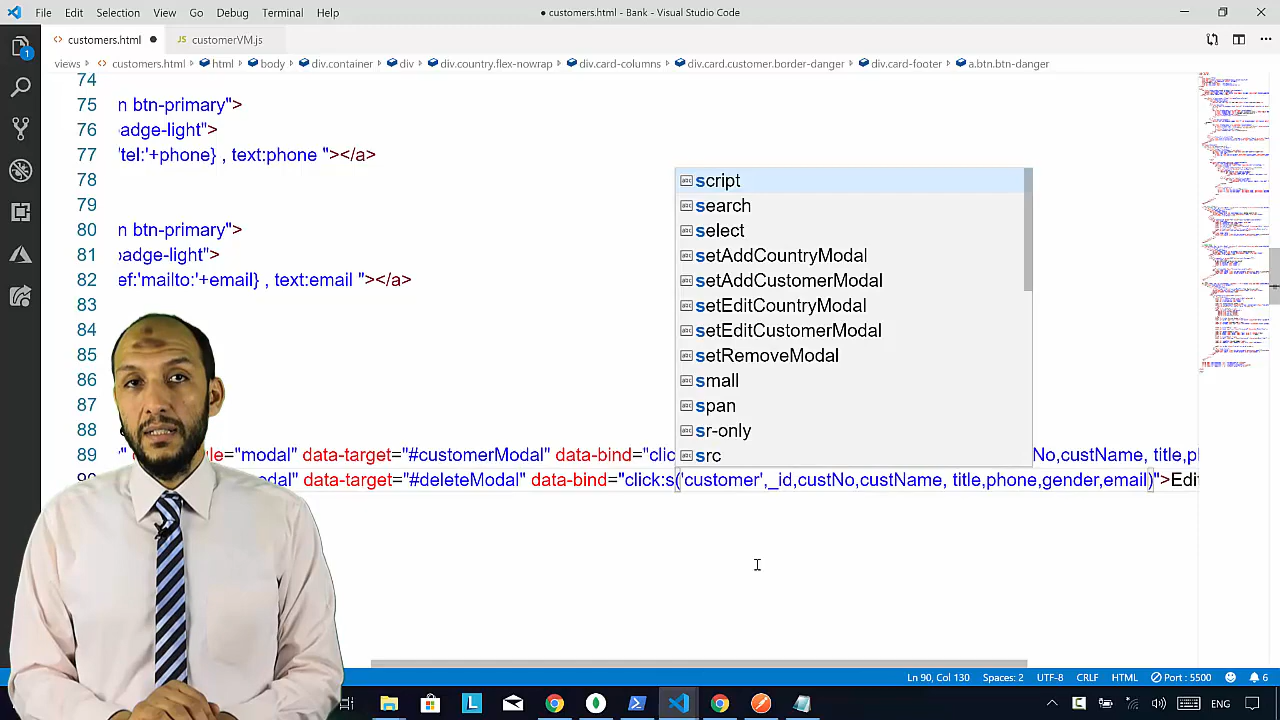 File Edit Selection View Go Debug Terminal Help
● customers.html - Bank - Visual Studio Code
customers.html ●
customerVM.js
views > customers.html > html > body > div.container > div > div.country.flex-nowrap > div.card-columns > div.card.customer.border-danger > div.card-footer > a.btn.btn-danger
1
74
75 n btn-primary">
76 badge-light">
77 'tel:'+phone} , text:phone "></a>
78
79
80 n btn-primary">
81 badge-light">
82 ef:'mailto:'+email} , text:email "></a>
83
84
85
86
87
88
89 ="modal" data-target="#customerModal" data-bind="clic No,custName, title,p
dal" data-target="#deleteModal" data-bind="click:s('customer',_id,custNo,custName, title,phone,gender,email)">Edit
script
search
select
setAddCountryModal
setAddCustomerModal
setEditCountryModal
setEditCustomerModal
setRemoveModal
small
span
sr-only
src
Ln 90, Col 130 Spaces: 2 UTF-8 CRLF HTML Port : 5500 6
ENG